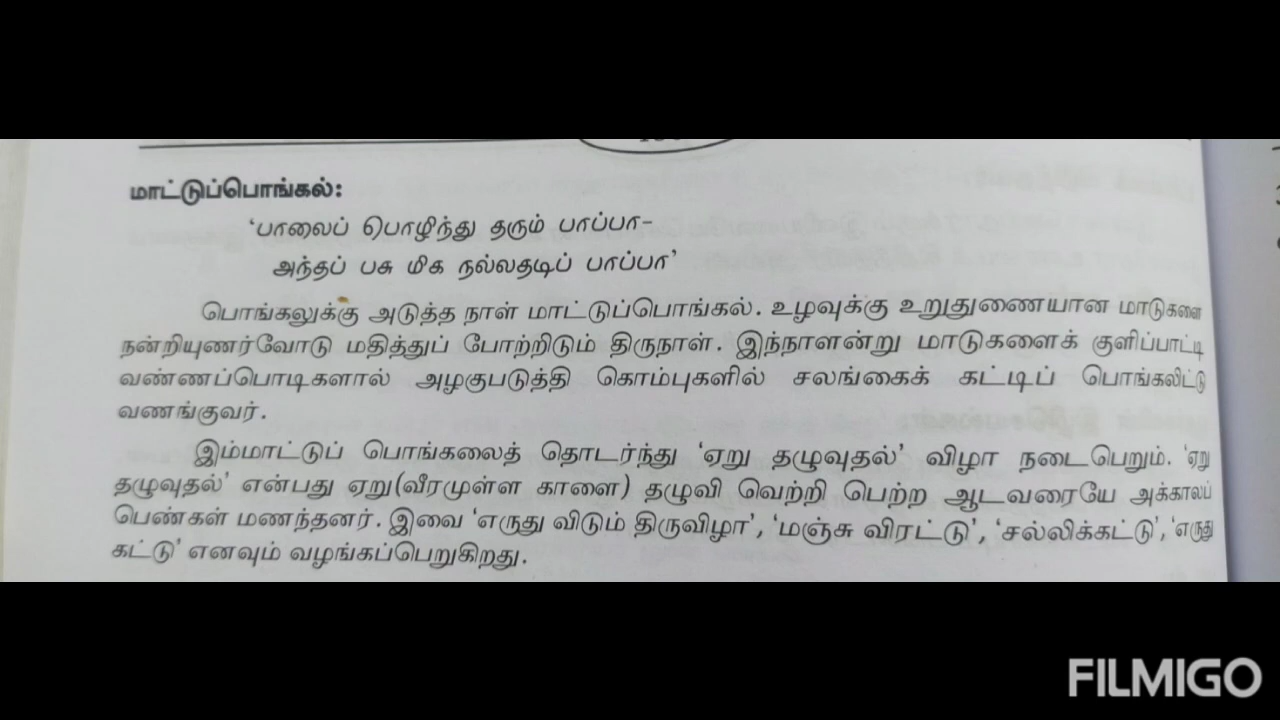 மாட்டுப்பொங்கல்:
‘பாலைப் பொழிந்து தரும் பாப்பா-
அந்தப் பசு மிக நல்லதடிப் பாப்பா’
பொங்கலுக்கு அடுத்த நாள் மாட்டுப்பொங்கல். உழவுக்கு உறுதுணையான மாடுகளை
நன்றியுணர்வோடு மதித்துப் போற்றிடும் திருநாள். இந்நாளன்று மாடுகளைக் குளிப்பாட்டி
வண்ணப்பொடிகளால் அழகுபடுத்தி கொம்புகளில் சலங்கைக் கட்டிப் பொங்கலிட்டு
வணங்குவர்.
இம்மாட்டுப் பொங்கலைத் தொடர்ந்து ‘ஏறு தழுவுதல்’ விழா நடைபெறும். ‘ஏறு
தழுவுதல்’ என்பது ஏறு(வீரமுள்ள காளை) தழுவி வெற்றி பெற்ற ஆடவரையே அக்காலப்
பெண்கள் மணந்தனர். இவை ‘எருது விடும் திருவிழா’, ‘மஞ்சு விரட்டு’, ‘சல்லிக்கட்டு’, ‘எருது
கட்டு’ எனவும் வழங்கப்பெறுகிறது.
FILMIGO